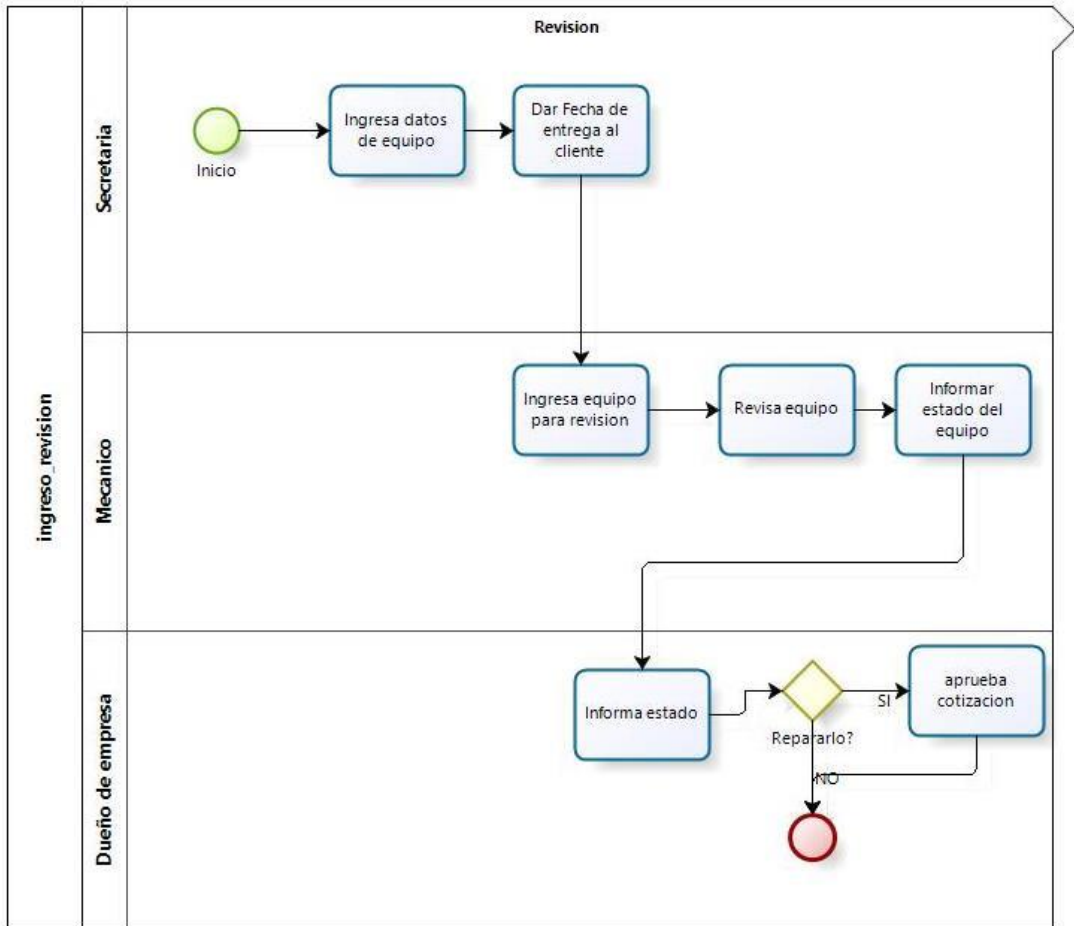 Revision
ingreso_revision
Secretaria
Inicio
Ingresa datos
de equipo
Dar Fecha de
entrega al
cliente
Mecanico
Ingresa equipo
para revision
Revisa equipo
Informar
estado del
equipo
Dueño de empresa
Informa estado
Repararlo?
SI
aprueba
cotizacion
NO